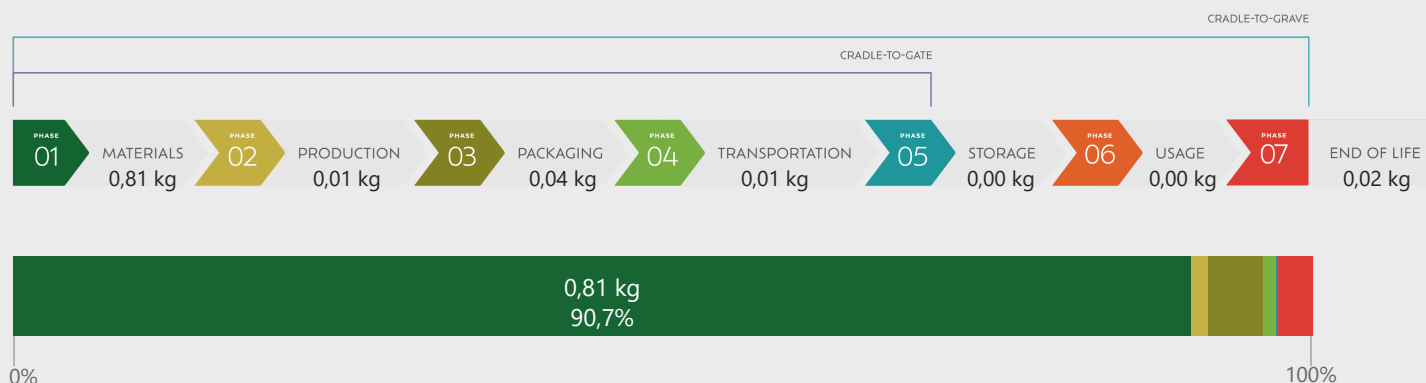 CRADLE-TO-GRAVE
CRADLE-TO-GATE
PHASE
01
MATERIALS
0,81 kg
PHASE
02
PRODUCTION
0,01 kg
PHASE
03
PACKAGING
0,04 kg
PHASE
04
TRANSPORTATION
0,01 kg
PHASE
05
STORAGE
0,00 kg
PHASE
06
USAGE
0,00 kg
PHASE
07
END OF LIFE
0,02 kg
0,81 kg
90,7%
0%
100%